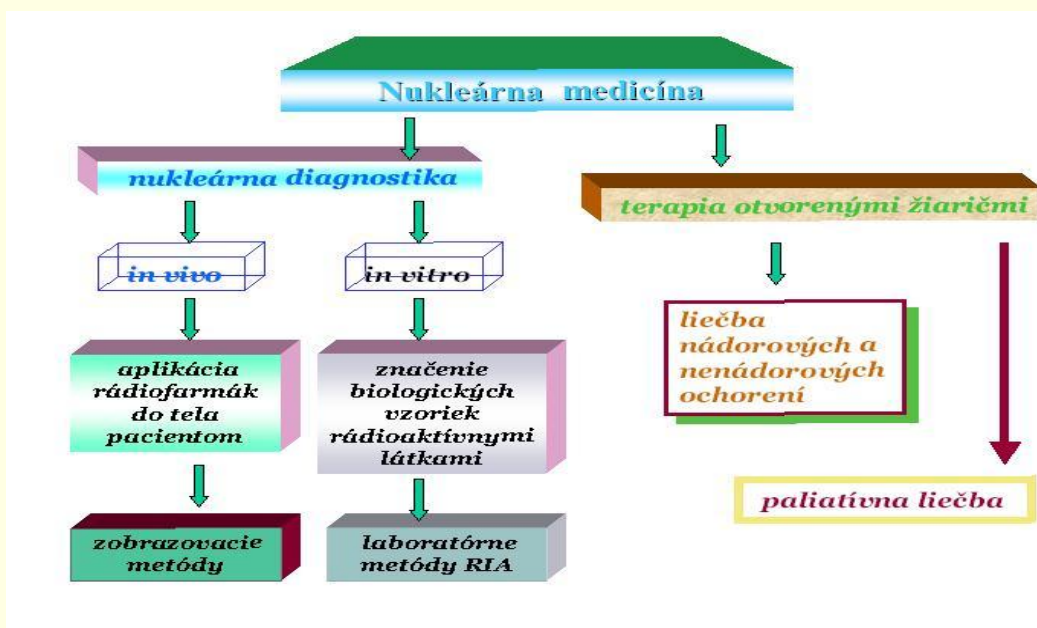 Nukleárna medicína
nukleárna diagnostika
terapia otvorenými žiaričmi
in vivo
in vitro
liečba
nádorových a
nenádorových
ochorení
aplikácia
rádiofarmák
do tela
pacientom
značenie
biologických
vzoriek
rádioaktívnymi
látkami
paliatívna liečba
zobrazovacie
metódy
laboratórne
metódy RIA